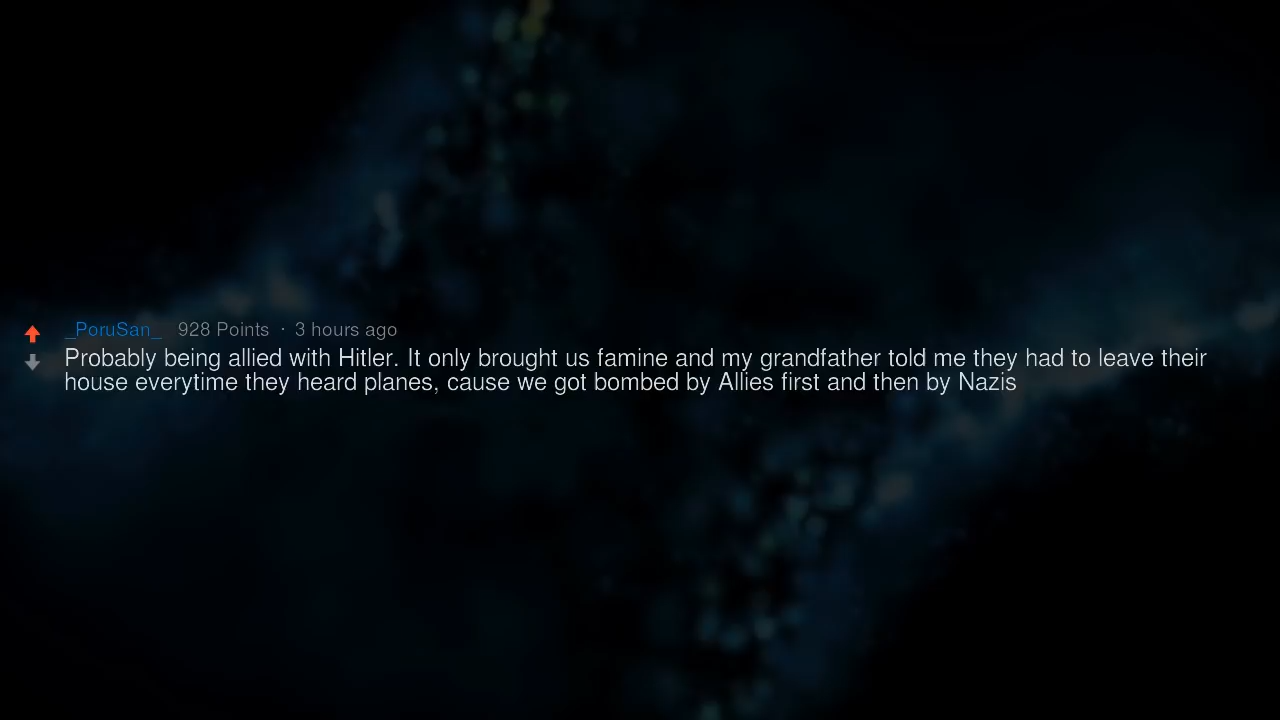 _PoruSan_ 928 Points · 3 hours ago
Probably being allied with Hitler. It only brought us famine and my grandfather told me they had to leave their
house everytime they heard planes, cause we got bombed by Allies first and then by Nazis